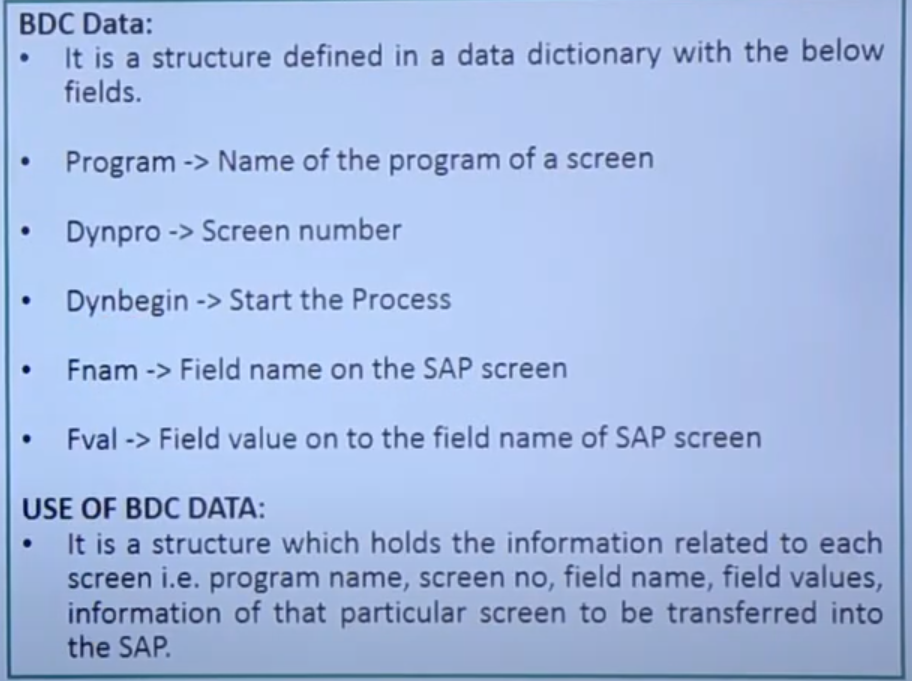 BDC Data:
• It is a structure defined in a data dictionary with the below
fields.
• Program -> Name of the program of a screen
• Dynpro -> Screen number
• Dynbegin -> Start the Process
• Fnam -> Field name on the SAP screen
• Fval -> Field value on to the field name of SAP screen
USE OF BDC DATA:
• It is a structure which holds the information related to each
screen i.e. program name, screen no, field name, field values,
information of that particular screen to be transferred into
the SAP.